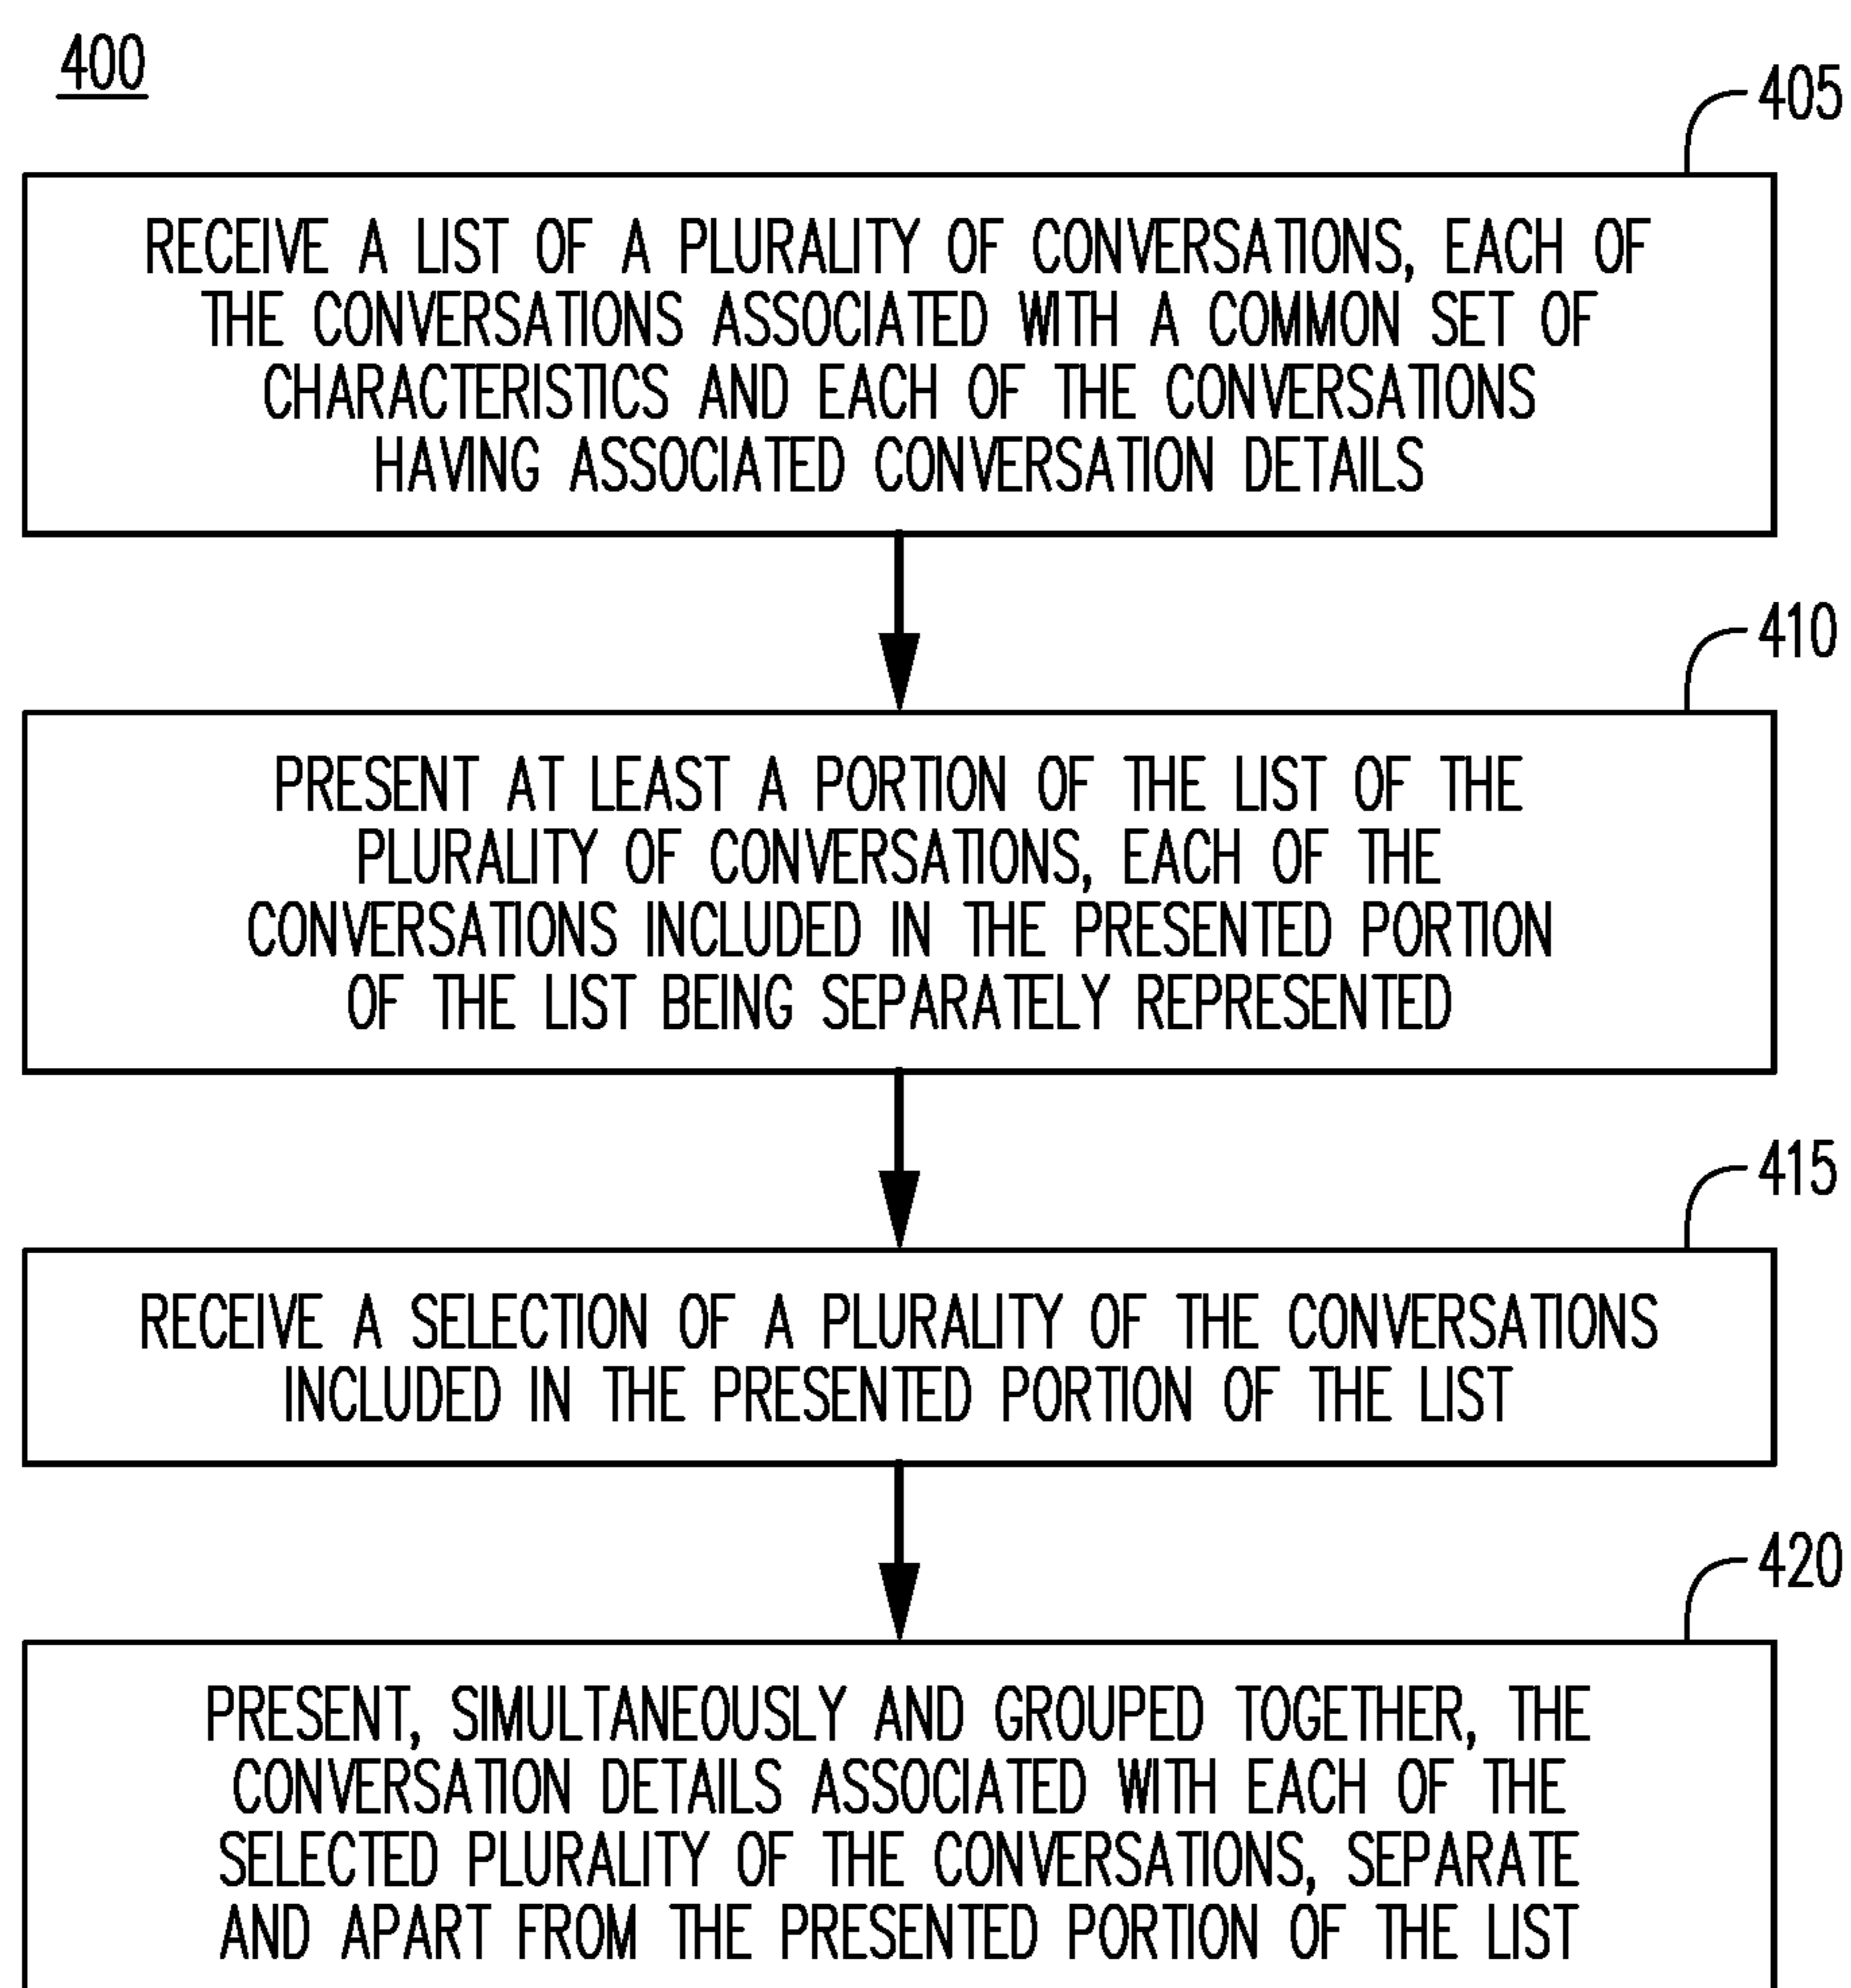 400
405
RECEIVE A LIST OF A PLURALITY OF CONVERSATIONS, EACH OF
THE CONVERSATIONS ASSOCIATED WITH A COMMON SET OF
CHARACTERISTICS AND EACH OF THE CONVERSATIONS
HAVING ASSOCIATED CONVERSATION DETAILS
410
PRESENT AT LEAST A PORTION OF THE LIST OF THE
PLURALITY OF CONVERSATIONS, EACH OF THE
CONVERSATIONS INCLUDED IN THE PRESENTED PORTION
OF THE LIST BEING SEPARATELY REPRESENTED
415
RECEIVE A SELECTION OF A PLURALITY OF THE CONVERSATIONS
INCLUDED IN THE PRESENTED PORTION OF THE LIST
420
PRESENT, SIMULTANEOUSLY AND GROUPED TOGETHER, THE
CONVERSATION DETAILS ASSOCIATED WITH EACH OF THE
SELECTED PLURALITY OF THE CONVERSATIONS, SEPARATE
AND APART FROM THE PRESENTED PORTION OF THE LIST